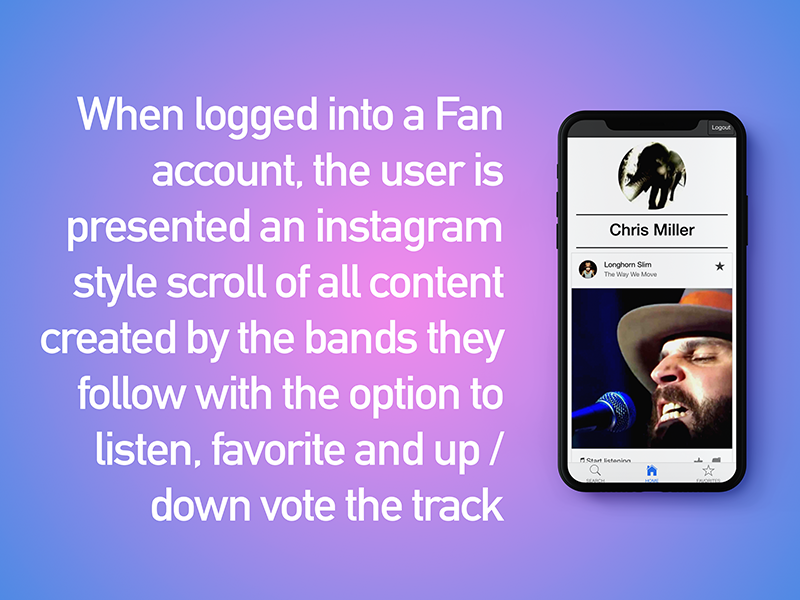 When logged into a Fan
account, the user is
presented an instagram
style scroll of all content
created by the bands they
follow with the option to
listen, favorite and up /
down vote the track
Logout
Chris Miller
Longhorn Slim
The Way We Move
Start listening
SEARCH
HOME
FAVORITES